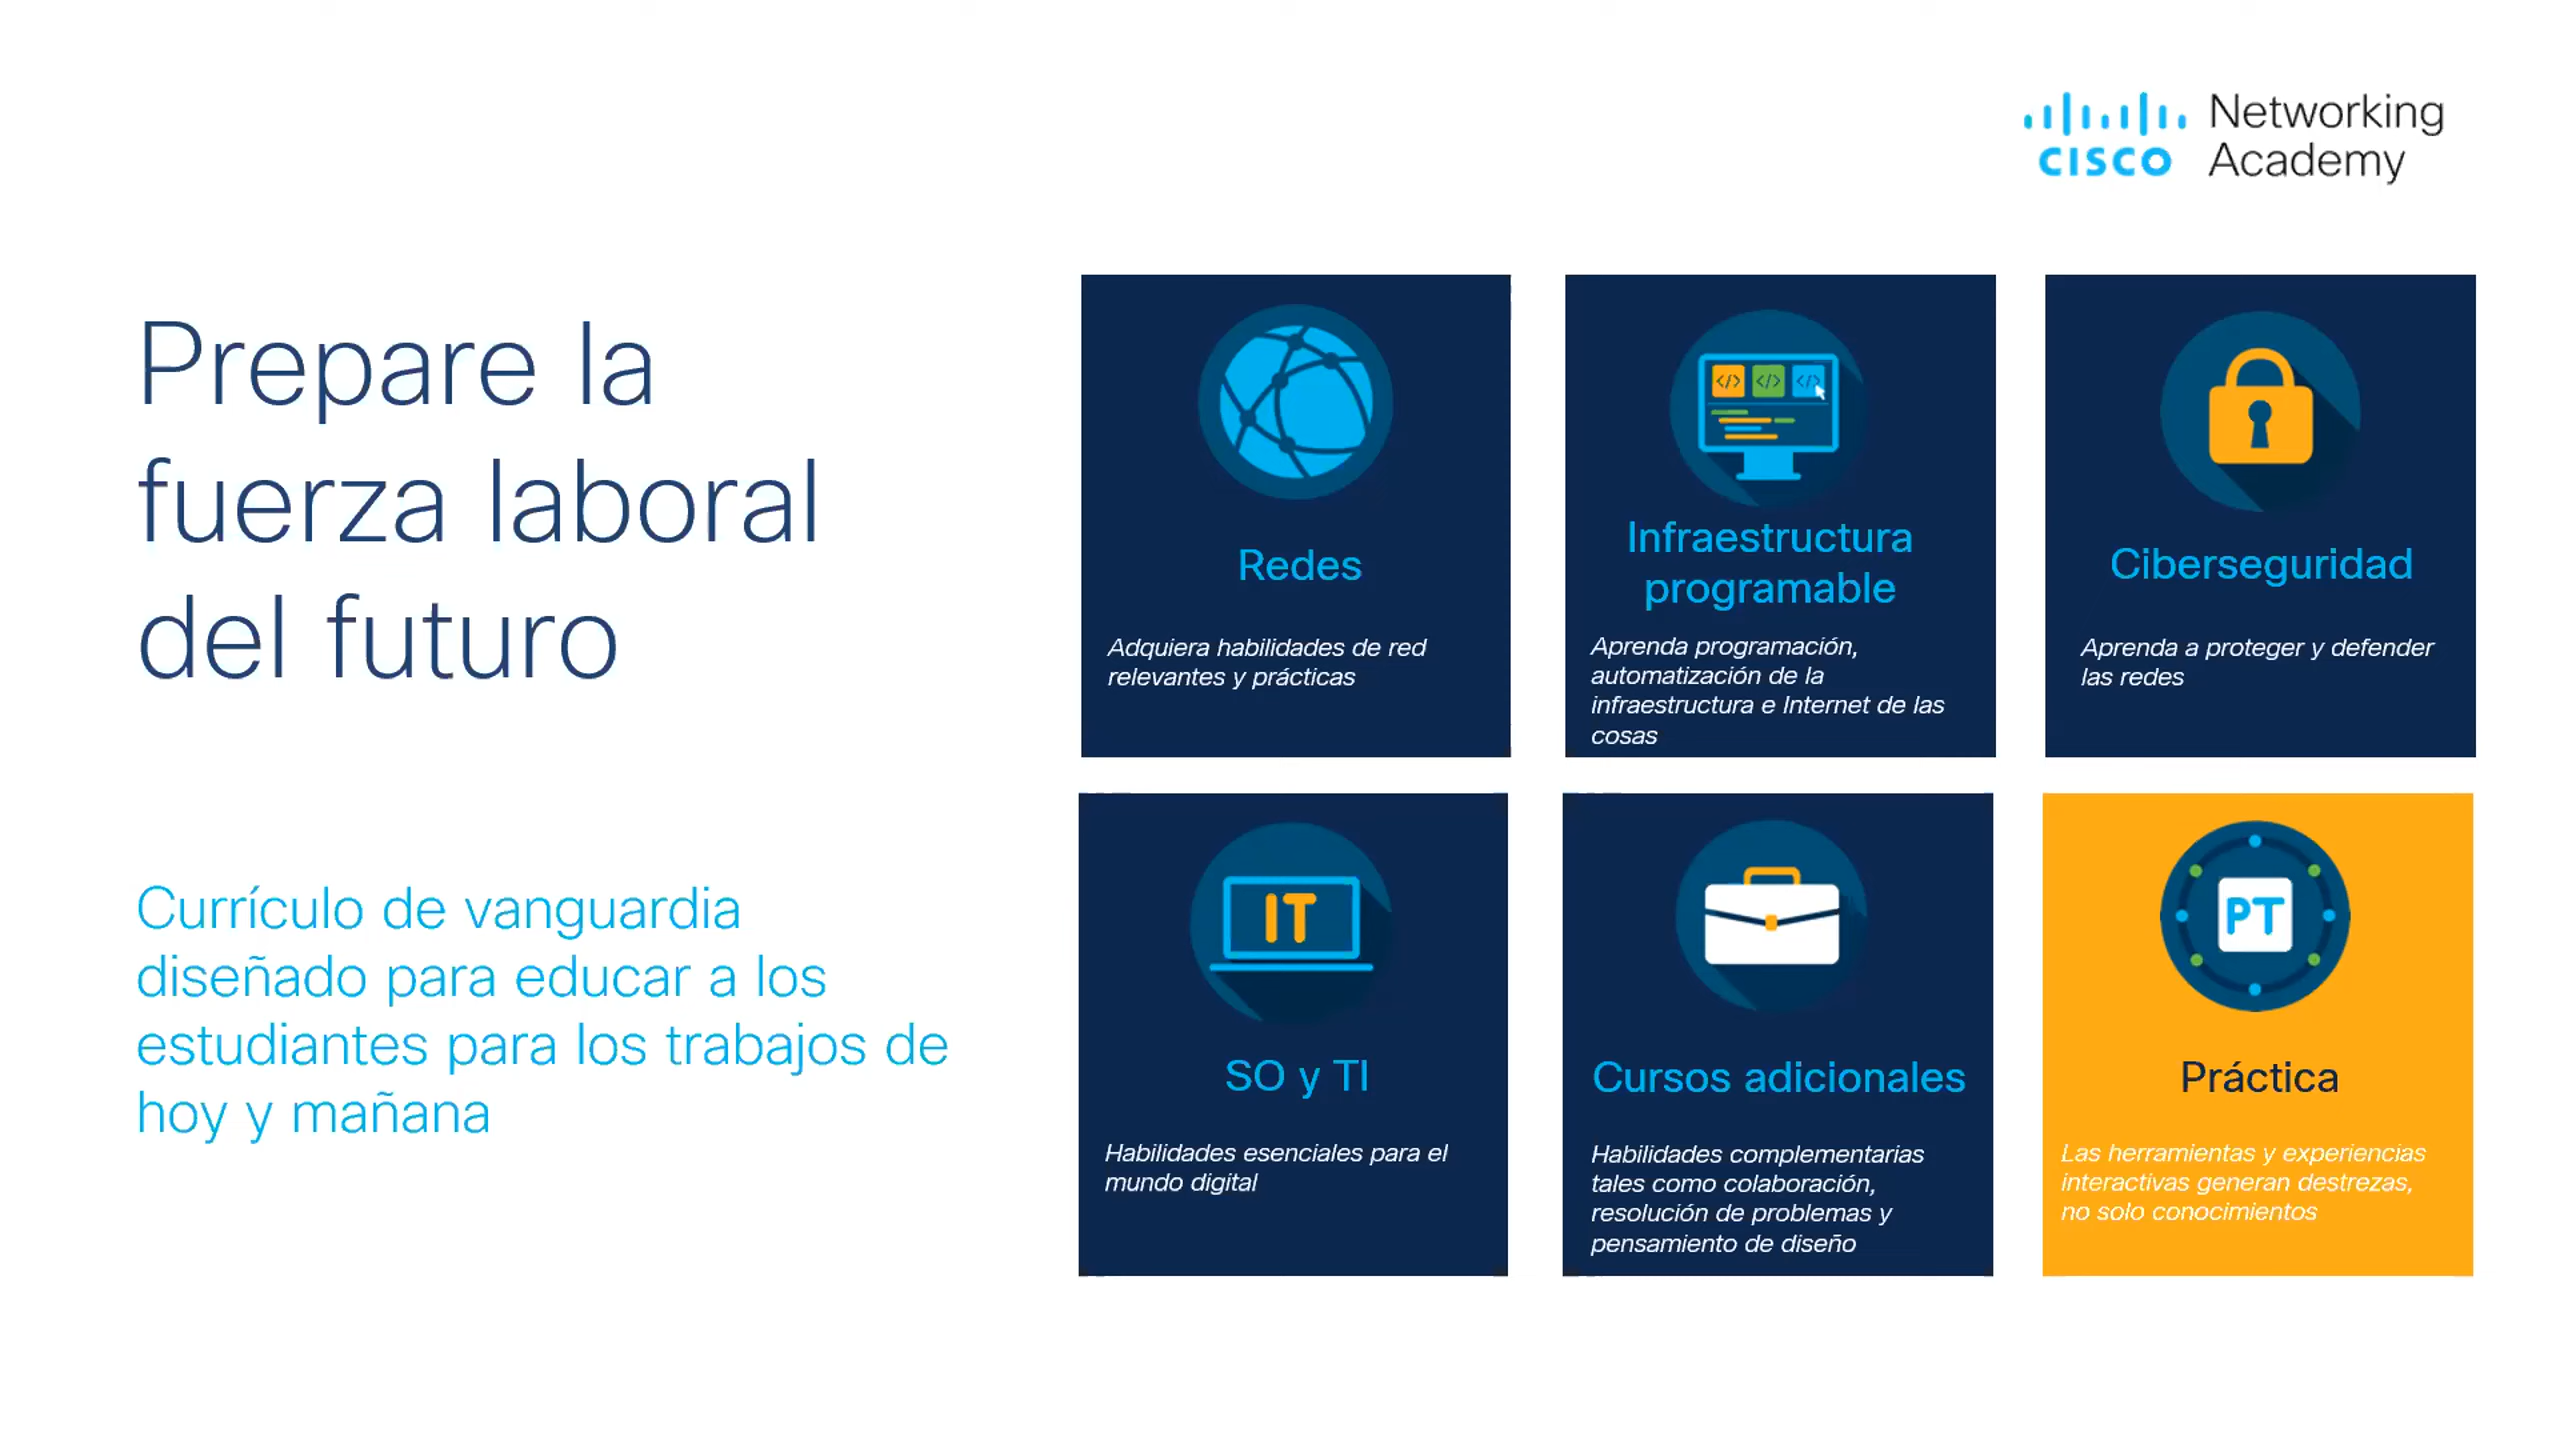 CISCO
Networking
Academy
Prepare la
fuerza laboral
del futuro
Currículo de vanguardia
diseñado para educar a los
estudiantes para los trabajos de
hoy y mañana
</>
</>
</>
Redes
Adquiera habilidades de red
relevantes y prácticas
Infraestructura
programable
Aprenda programación,
automatización de la
infraestructura e Internet de las
cosas
Ciberseguridad
Aprenda a proteger y defender
las redes
IT
SO y TI
Habilidades esenciales para el
mundo digital
Cursos adicionales
Habilidades complementarias
tales como colaboración,
resolución de problemas y
pensamiento de diseño
PT
Práctica
Las herramientas y experiencias
interactivas generan destrezas,
no solo conocimientos